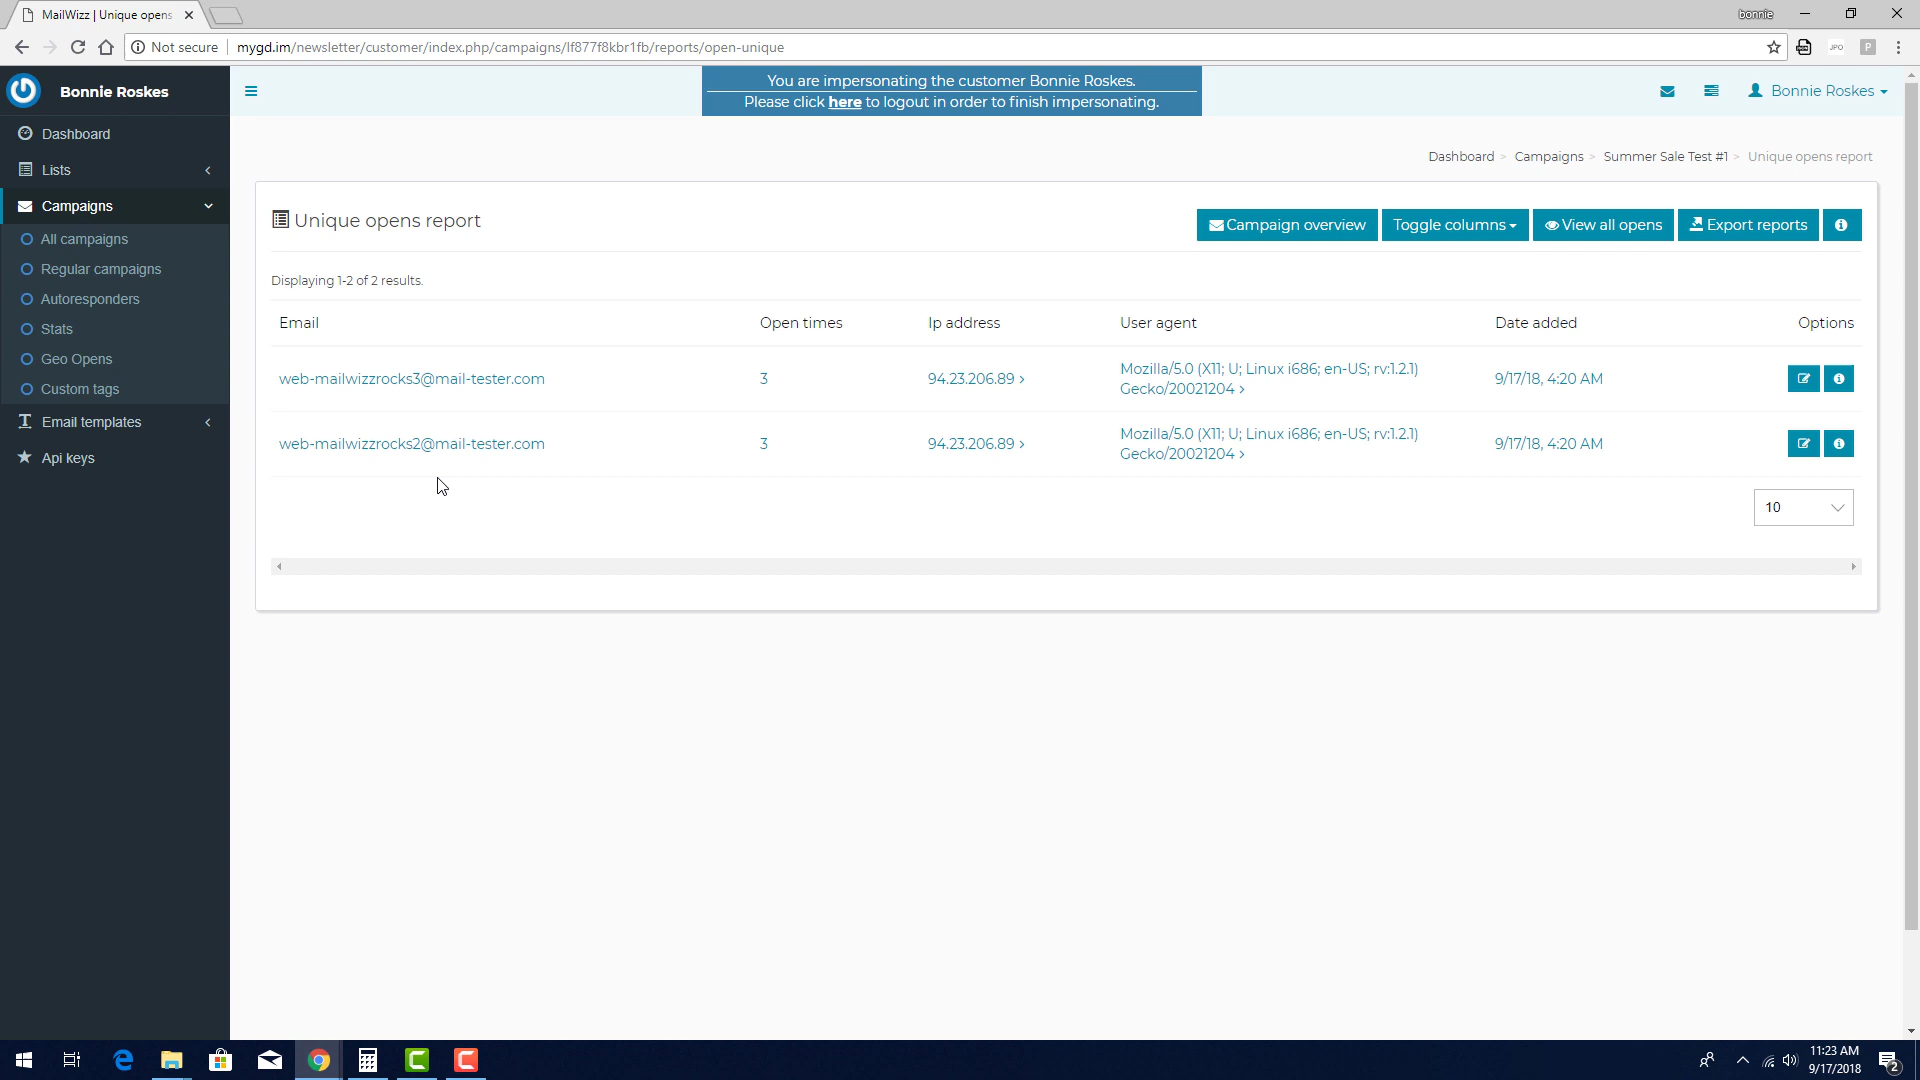 MailWizz | Unique opens
bonnie
Not secure
mygd.im/newsletter/customer/index.php/campaigns/lf877f8kbr1fb/reports/open-unique
JPO
P
Bonnie Roskes
You are impersonating the customer Bonnie Roskes.
Please click here to logout in order to finish impersonating.
Bonnie Roskes
Dashboard
Lists
Campaigns
All campaigns
Regular campaigns
Autoresponders
Stats
Geo Opens
Custom tags
Email templates
Api keys
Dashboard > Campaigns > Summer Sale Test #1 > Unique opens report
Unique opens report
Campaign overview
Toggle columns
View all opens
Export reports
Displaying 1-2 of 2 results.
Email Open times Ip address User agent Date added Options
web-mailwizzrocks3@mail-tester.com 3 94.23.206.89 > Mozilla/5.0 (X11; U; Linux i686; en-US; rv:1.2.1) 9/17/18, 4:20 AM
Gecko/20021204 >
web-mailwizzrocks2@mail-tester.com 3 94.23.206.89 > Mozilla/5.0 (X11; U; Linux i686; en-US; rv:1.2.1) 9/17/18, 4:20 AM
Gecko/20021204 >
10
11:23 AM
9/17/2018
2